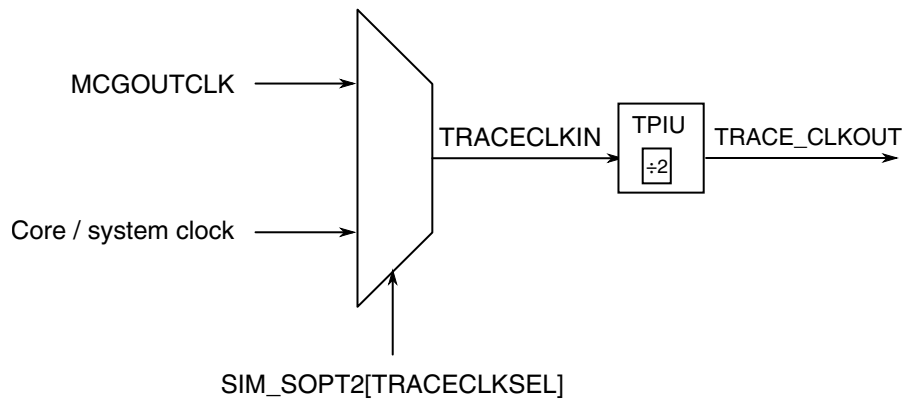 MCGOUTCLK
Core / system clock
TRACECLKIN
TPIU
÷2
TRACE_CLKOUT
SIM_SOPT2[TRACECLKSEL]